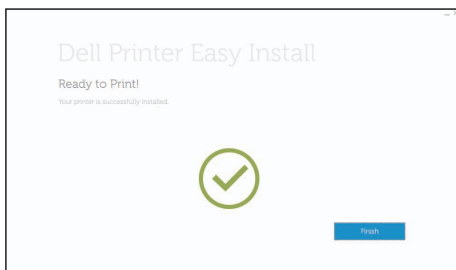 Dell Printer Easy Install
Ready to Print!
Your printer is successfully installed.
Finish